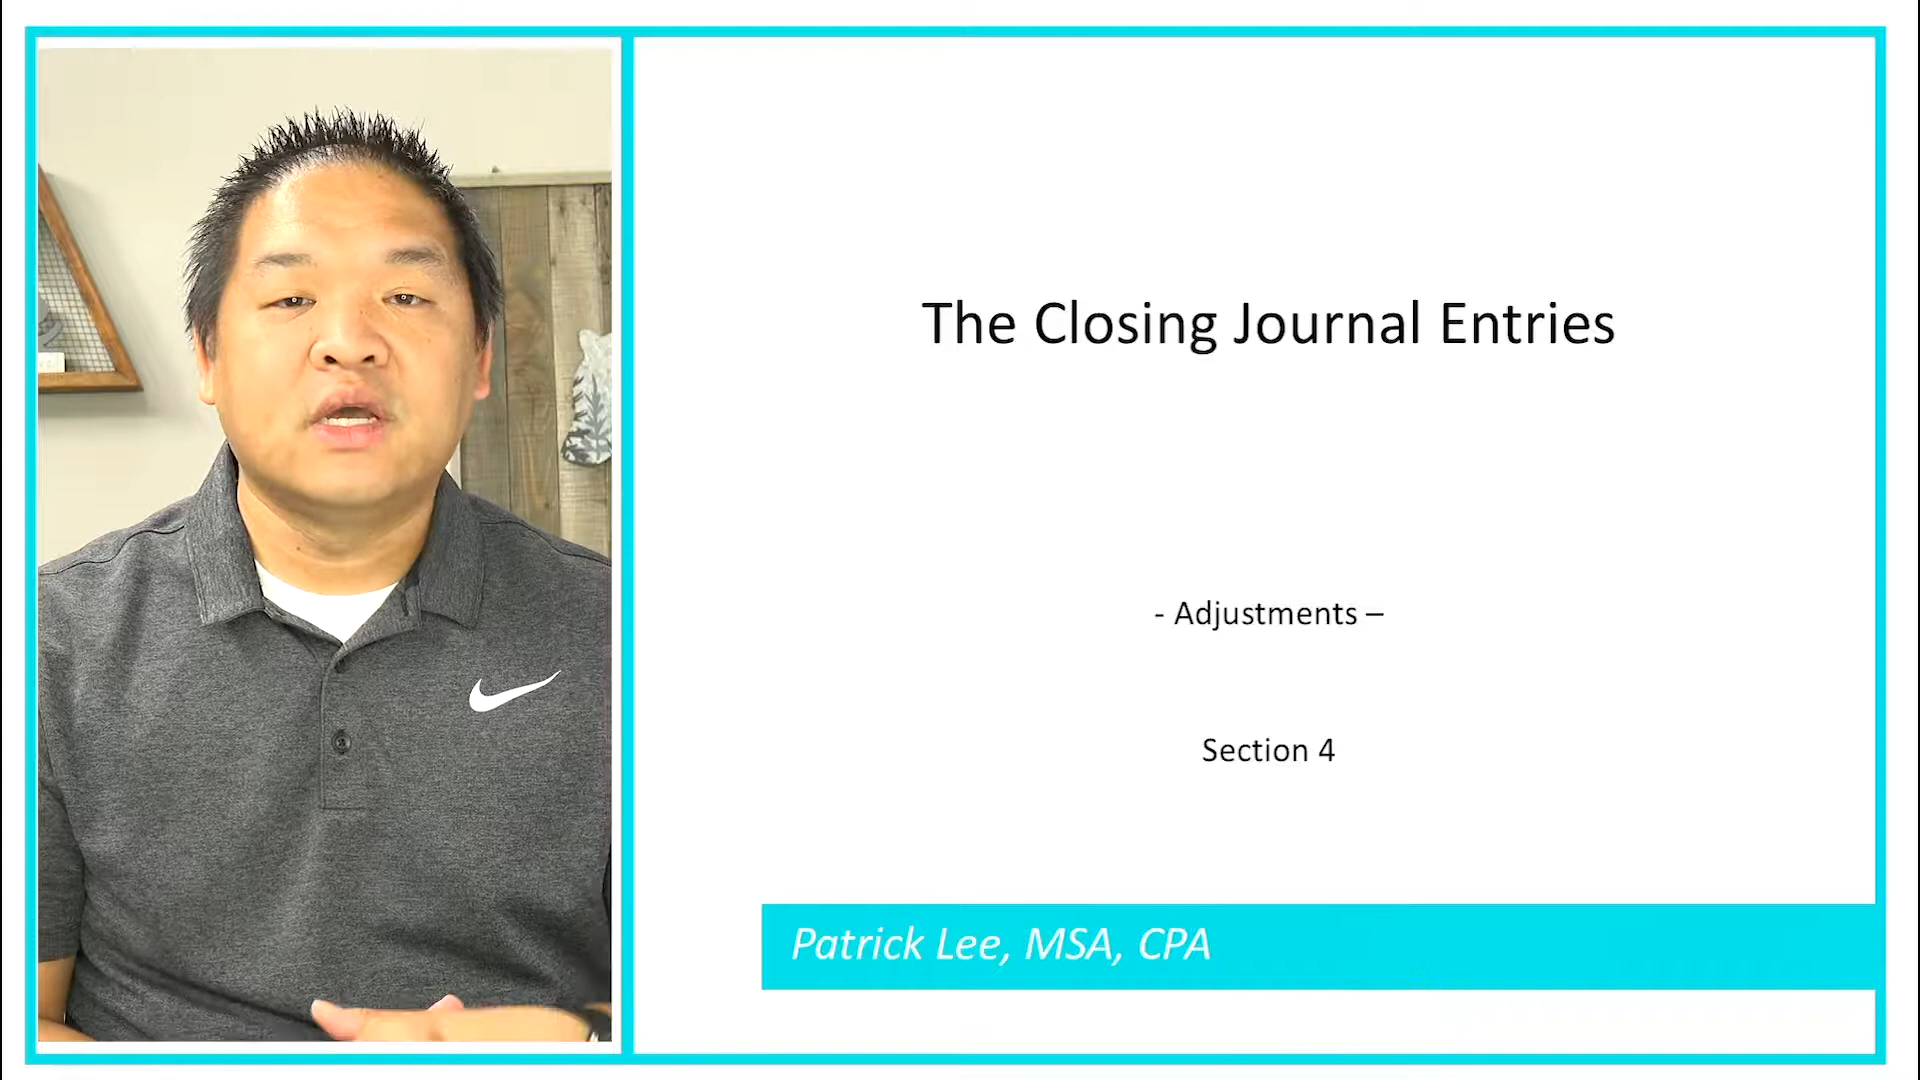 The Closing Journal Entries
- Adjustments –
Section 4
Patrick Lee, MSA, CPA